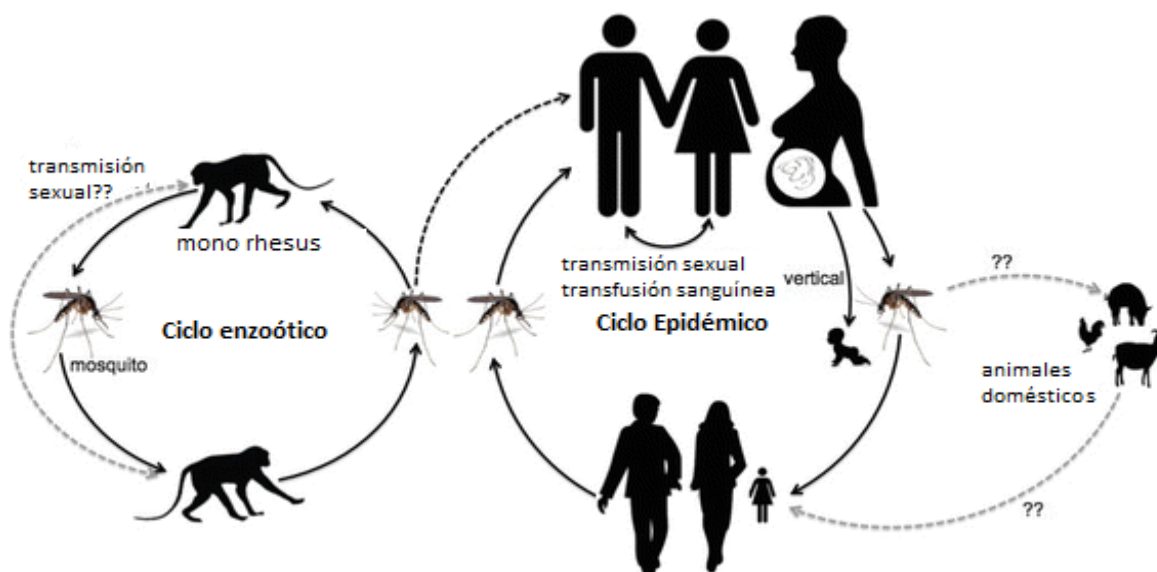 transmisión
sexual??
mono rhesus
Ciclo enzoótico
mosquito
transmisión sexual
transfusión sanguínea
Ciclo Epidémico
vertical
??
animales
domésticos
??